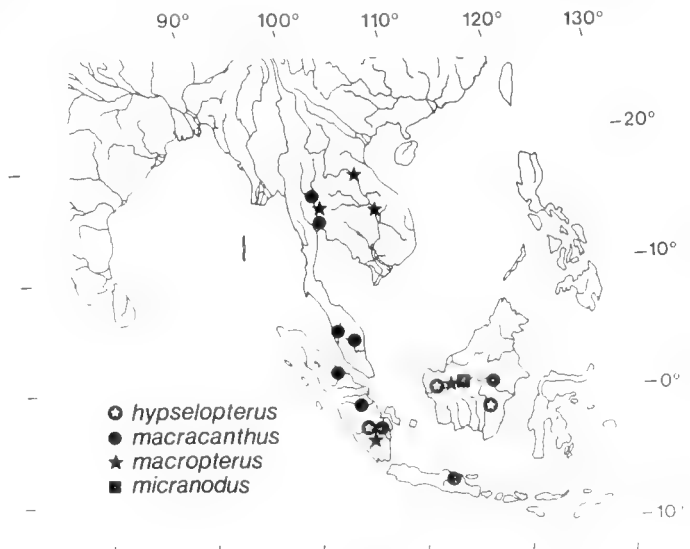 90° 100° 110° 120° 130°
–20°
–10°
–0°
hypselopterus
macracanthus
macropterus
micranodus
–10°